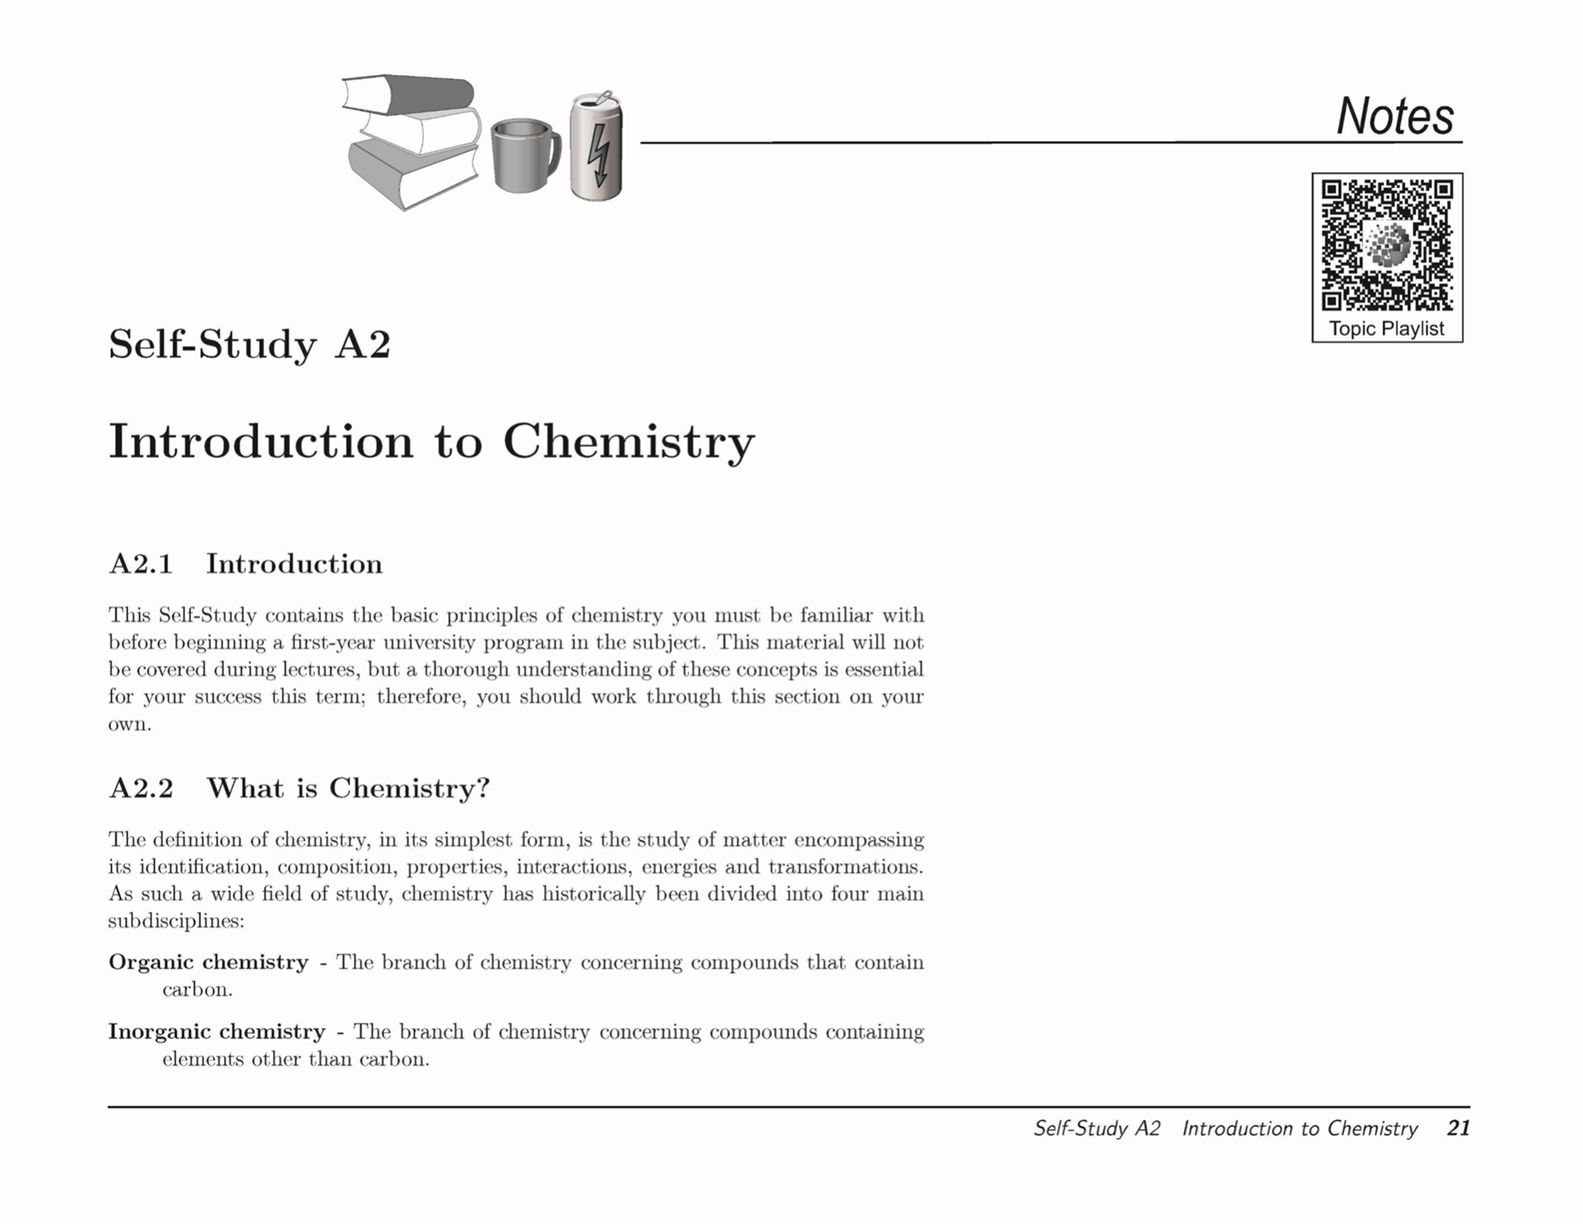 Notes
Topic Playlist
Self-Study A2
Introduction to Chemistry
A2.1 Introduction
This Self-Study contains the basic principles of chemistry you must be familiar with
before beginning a first-year university program in the subject. This material will not
be covered during lectures, but a thorough understanding of these concepts is essential
for your success this term; therefore, you should work through this section on your
own.
A2.2 What is Chemistry?
The definition of chemistry, in its simplest form, is the study of matter encompassing
its identification, composition, properties, interactions, energies and transformations.
As such a wide field of study, chemistry has historically been divided into four main
subdisciplines:
Organic chemistry - The branch of chemistry concerning compounds that contain
carbon.
Inorganic chemistry - The branch of chemistry concerning compounds containing
elements other than carbon.
Self-Study A2 Introduction to Chemistry 21